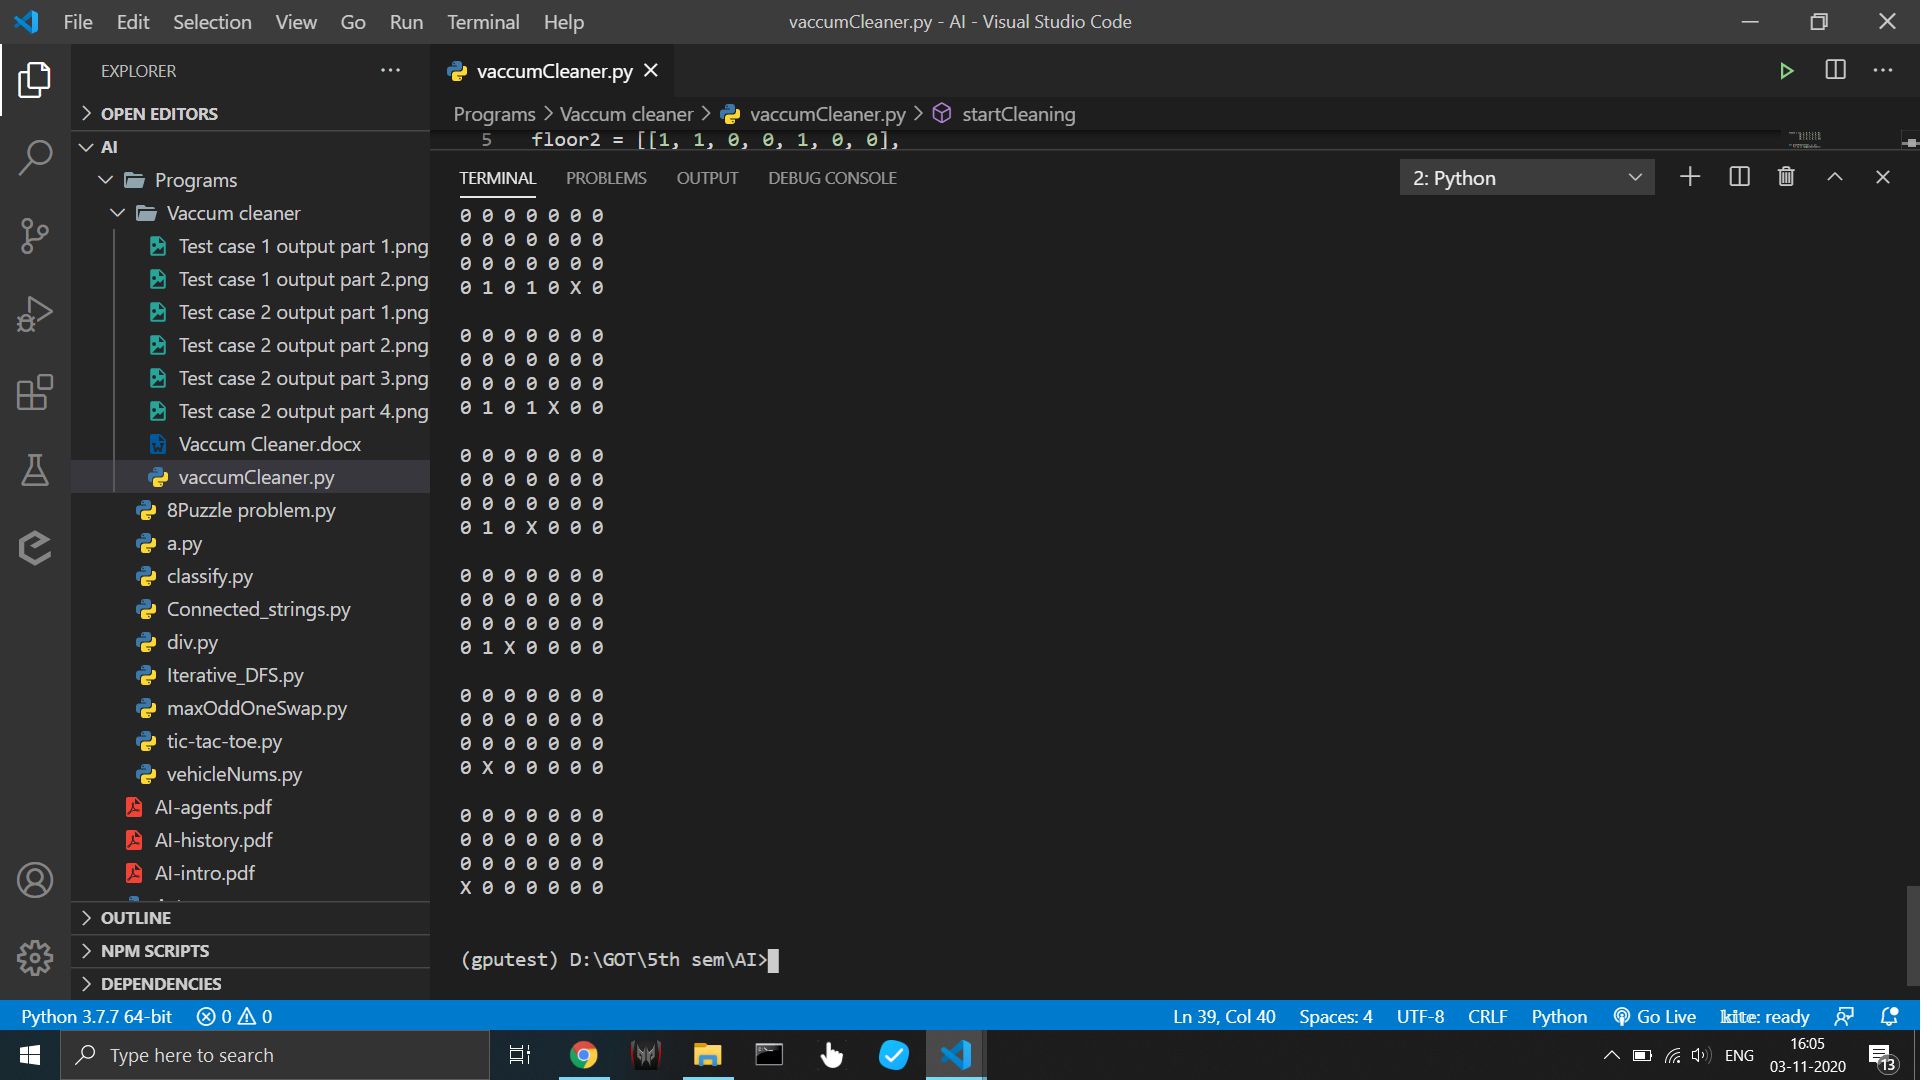 File Edit Selection View Go Run Terminal Help
vaccumCleaner.py - AI - Visual Studio Code
EXPLORER
OPEN EDITORS
AI
Programs
Vaccum cleaner
Test case 1 output part 1.png
Test case 1 output part 2.png
Test case 2 output part 1.png
Test case 2 output part 2.png
Test case 2 output part 3.png
Test case 2 output part 4.png
Vaccum Cleaner.docx
vaccumCleaner.py
8Puzzle problem.py
a.py
classify.py
Connected_strings.py
div.py
Iterative_DFS.py
maxOddOneSwap.py
tic-tac-toe.py
vehicleNums.py
AI-agents.pdf
AI-history.pdf
AI-intro.pdf
OUTLINE
NPM SCRIPTS
DEPENDENCIES
vaccumCleaner.py
Programs > Vaccum cleaner > vaccumCleaner.py > startCleaning
5 floor2 = [[1, 1, 0, 0, 1, 0, 0],
TERMINAL PROBLEMS OUTPUT DEBUG CONSOLE
2: Python
0 0 0 0 0 0 0
0 0 0 0 0 0 0
0 0 0 0 0 0 0
0 1 0 1 0 X 0
0 0 0 0 0 0 0
0 0 0 0 0 0 0
0 0 0 0 0 0 0
0 1 0 1 X 0 0
0 0 0 0 0 0 0
0 0 0 0 0 0 0
0 0 0 0 0 0 0
0 1 0 X 0 0 0
0 0 0 0 0 0 0
0 0 0 0 0 0 0
0 0 0 0 0 0 0
0 1 X 0 0 0 0
0 0 0 0 0 0 0
0 0 0 0 0 0 0
0 0 0 0 0 0 0
0 X 0 0 0 0 0
0 0 0 0 0 0 0
0 0 0 0 0 0 0
0 0 0 0 0 0 0
X 0 0 0 0 0 0
(gputest) D:\GOT\5th sem\AI>
Python 3.7.7 64-bit 0 0
Ln 39, Col 40 Spaces: 4 UTF-8 CRLF Python Go Live kite: ready
Type here to search
ENG
16:05
03-11-2020
13